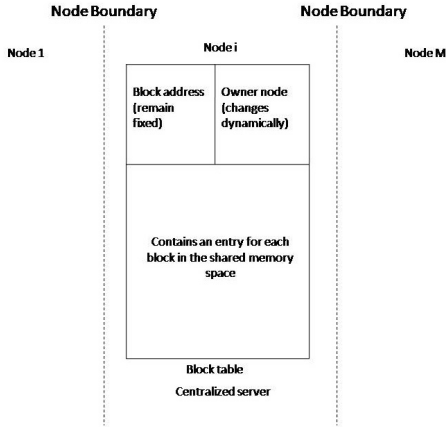 Node Boundary
Node Boundary
Node 1
Node i
Node M
Block address
(remain
fixed)
Owner node
(changes
dynamically)
Contains an entry for each
block in the shared memory
space
Block table
Centralized server